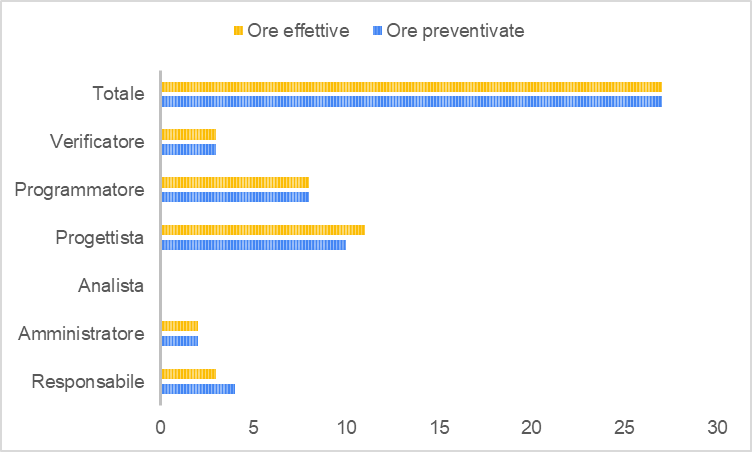 Ore effettive Ore preventivate
Totale
Verificatore
Programmatore
Progettista
Analista
Amministratore
Responsabile
0 5 10 15 20 25 30